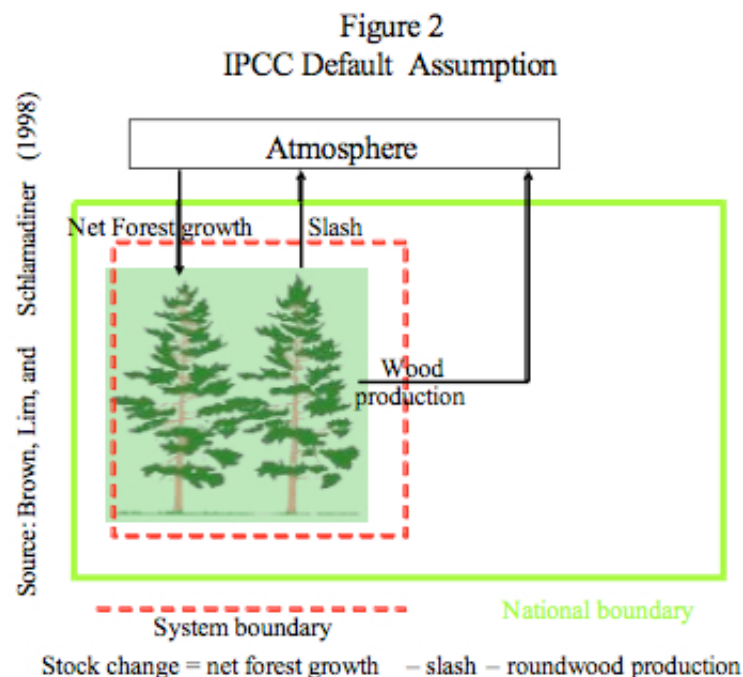 Figure 2
IPCC Default Assumption
Source: Brown, Lim, and Schlamadiner (1998)
Atmosphere
Net Forest growth
Slash
Wood
production
National boundary
System boundary
Stock change = net forest growth – slash – roundwood production